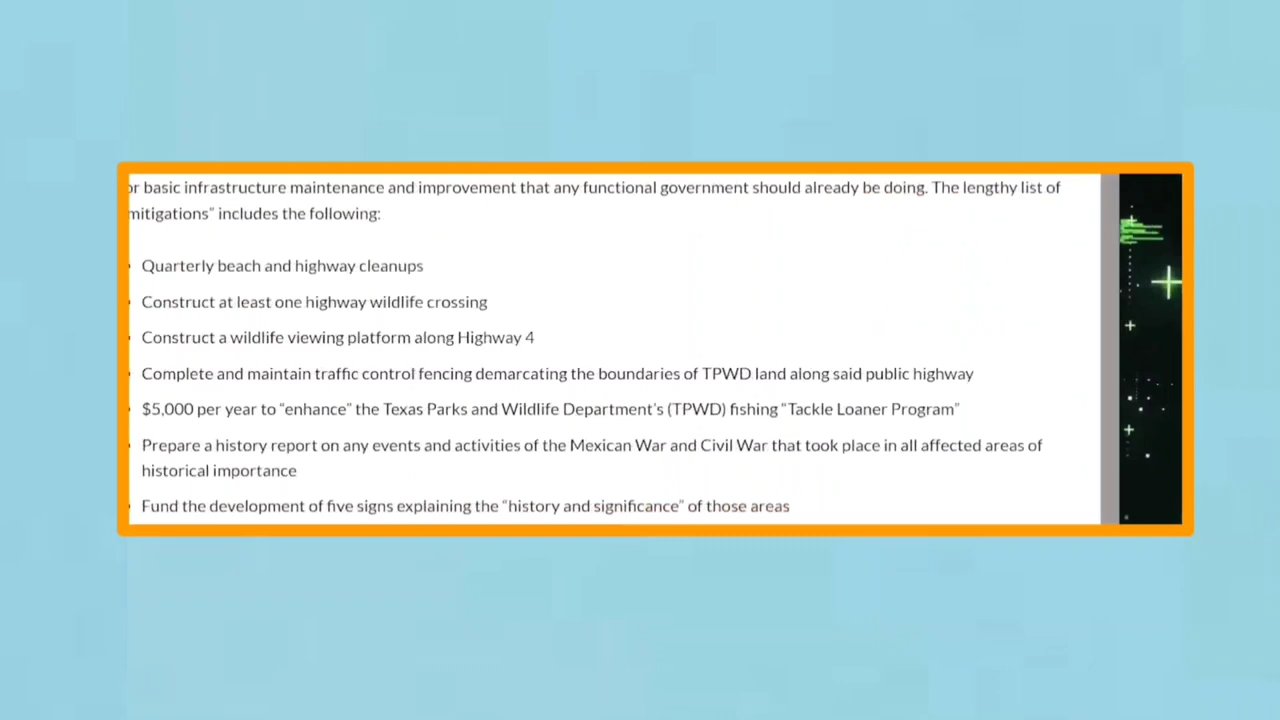 or basic infrastructure maintenance and improvement that any functional government should already be doing. The lengthy list of
mitigations” includes the following:
Quarterly beach and highway cleanups
Construct at least one highway wildlife crossing
Construct a wildlife viewing platform along Highway 4
Complete and maintain traffic control fencing demarcating the boundaries of TPWD land along said public highway
$5,000 per year to “enhance” the Texas Parks and Wildlife Department’s (TPWD) fishing “Tackle Loaner Program”
Prepare a history report on any events and activities of the Mexican War and Civil War that took place in all affected areas of
historical importance
Fund the development of five signs explaining the “history and significance” of those areas